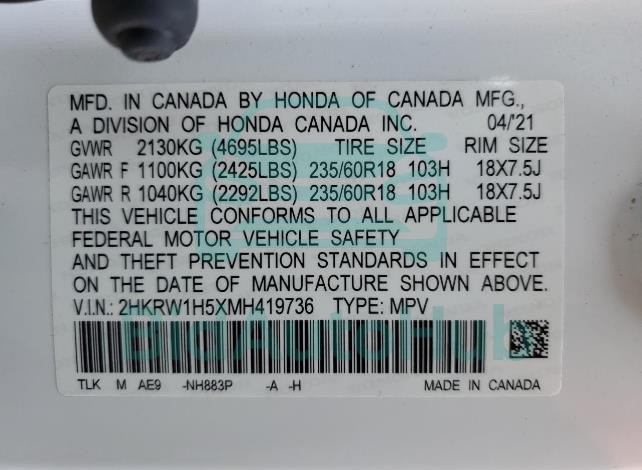 MFD. IN CANADA BY HONDA OF CANADA MFG.,
A DIVISION OF HONDA CANADA INC. 04/'21
GVWR 2130KG (4695LBS) TIRE SIZE RIM SIZE
GAWR F 1100KG (2425LBS) 235/60R18 103H 18X7.5J
GAWR R 1040KG (2292LBS) 235/60R18 103H 18X7.5J
THIS VEHICLE CONFORMS TO ALL APPLICABLE
FEDERAL MOTOR VEHICLE SAFETY
AND THEFT PREVENTION STANDARDS IN EFFECT
ON THE DATE OF MANUFACTURE SHOWN ABOVE.
V.I.N.: 2HKRW1H5XMH419736 TYPE: MPV
BidAutoHub
TLK M AE9 -NH883P -A -H MADE IN CANADA